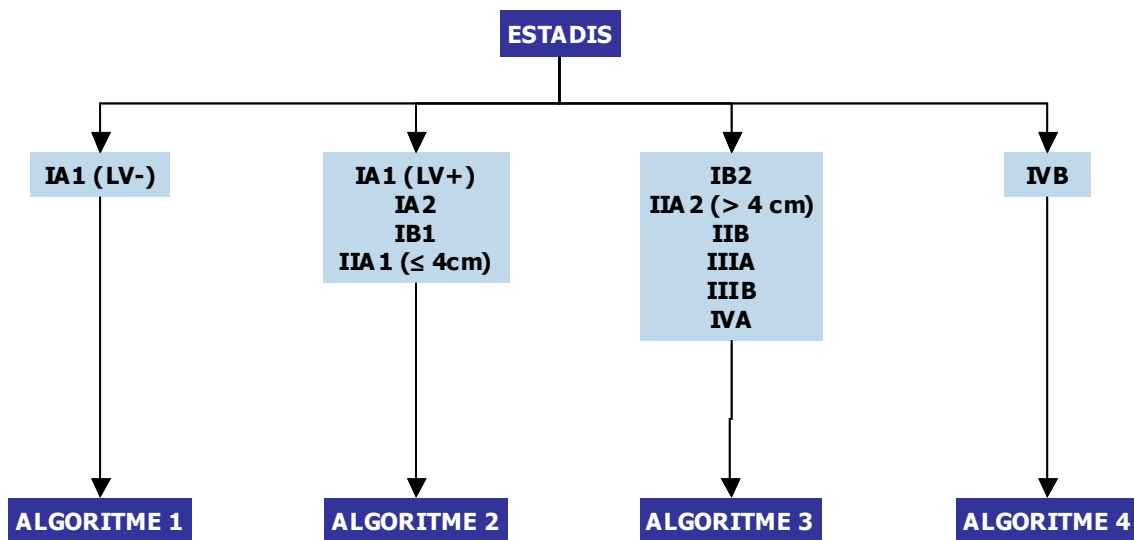 ESTADIS
IA1 (LV-)
IA1 (LV+)
IA2
IB1
IIA1 (≤ 4cm)
IB2
IIA2 (> 4 cm)
IIB
IIIA
IIIB
IVA
IVB
ALGORITME 1
ALGORITME 2
ALGORITME 3
ALGORITME 4